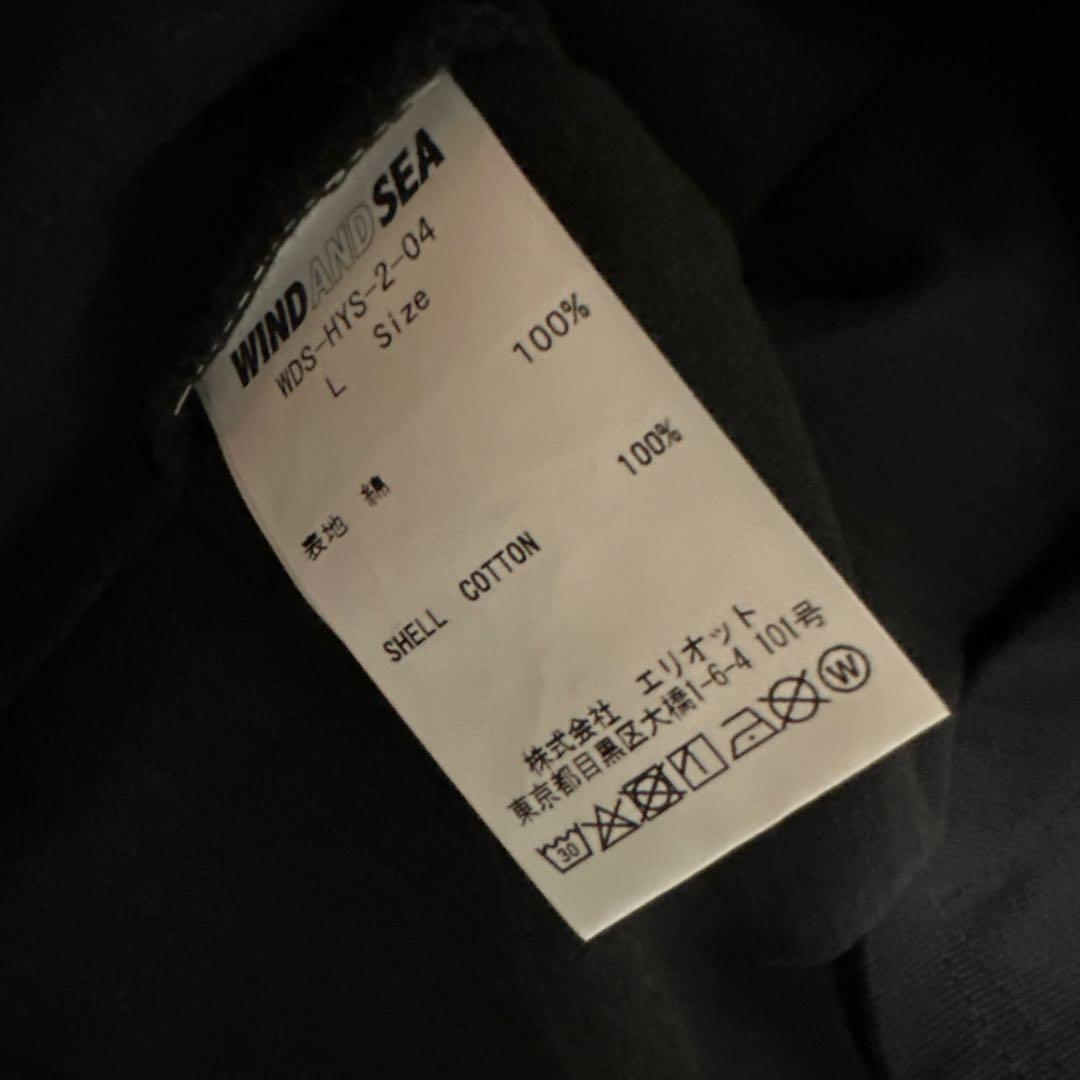 WIND AND SEA
WDS-HYS-2-04
L Size
表地 綿 100%
SHELL COTTON 100%
株式会社 エリオット
東京都目黒区大橋1-6-4 101号
30 W